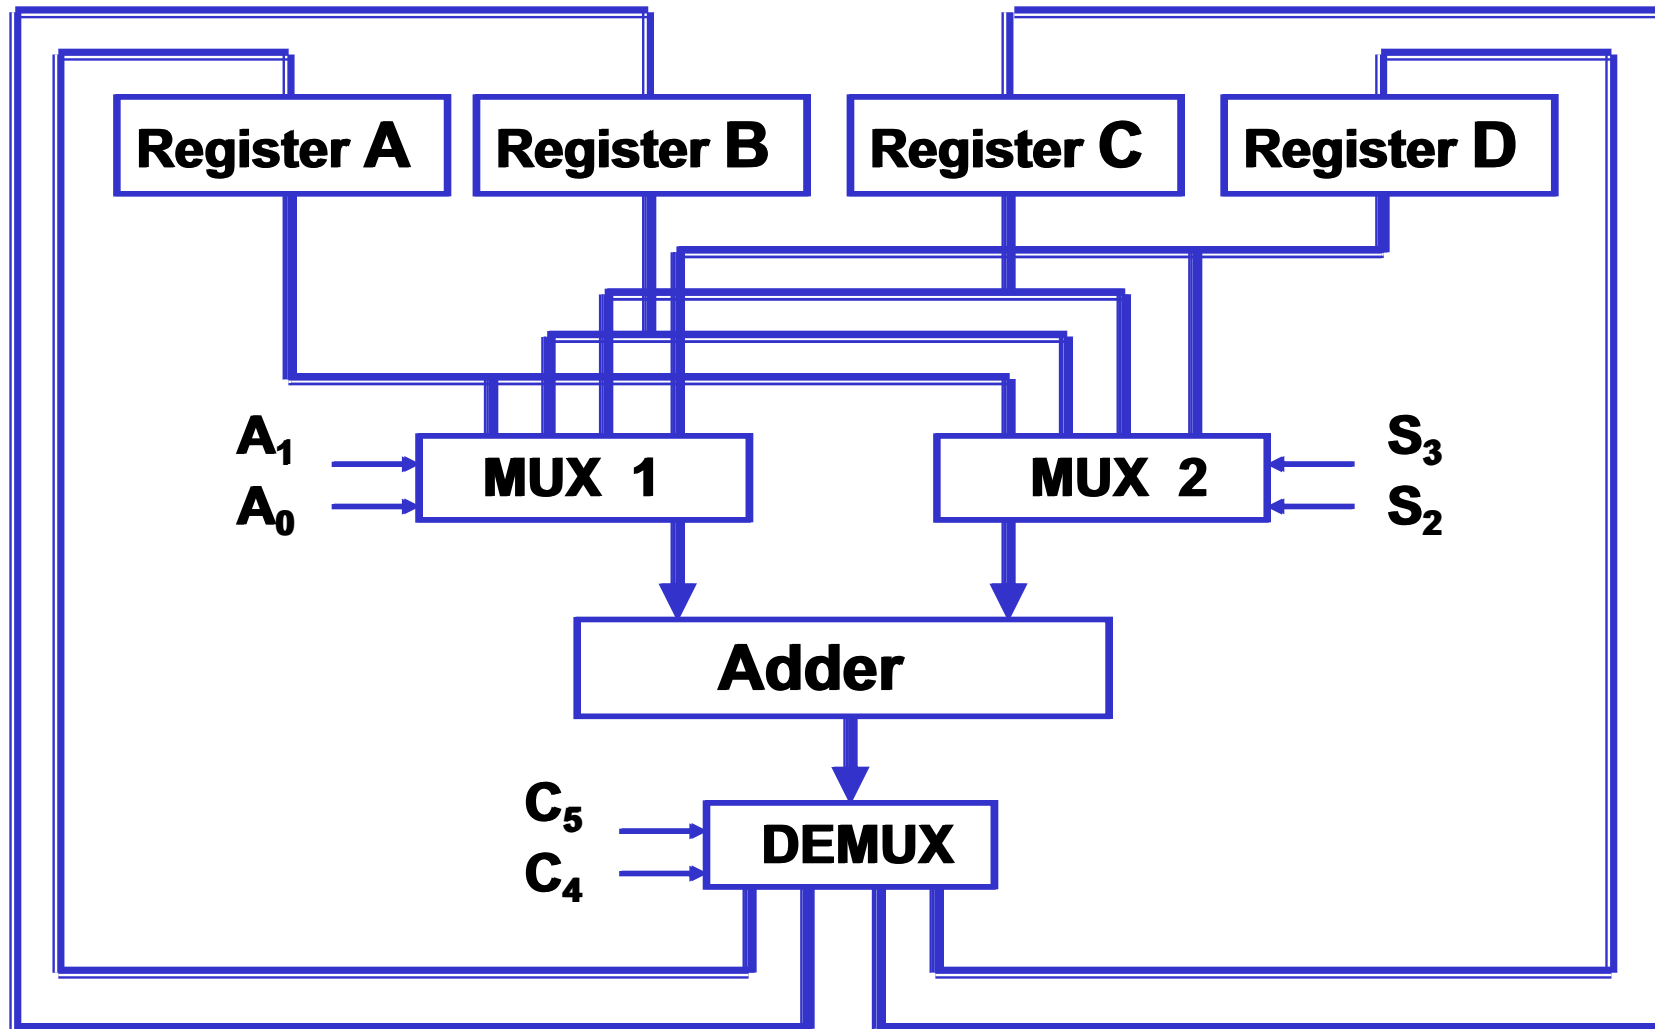 Register A
Register B
Register C
Register D
A1
A0
MUX 1
MUX 2
S3
S2
Adder
C5
C4
DEMUX